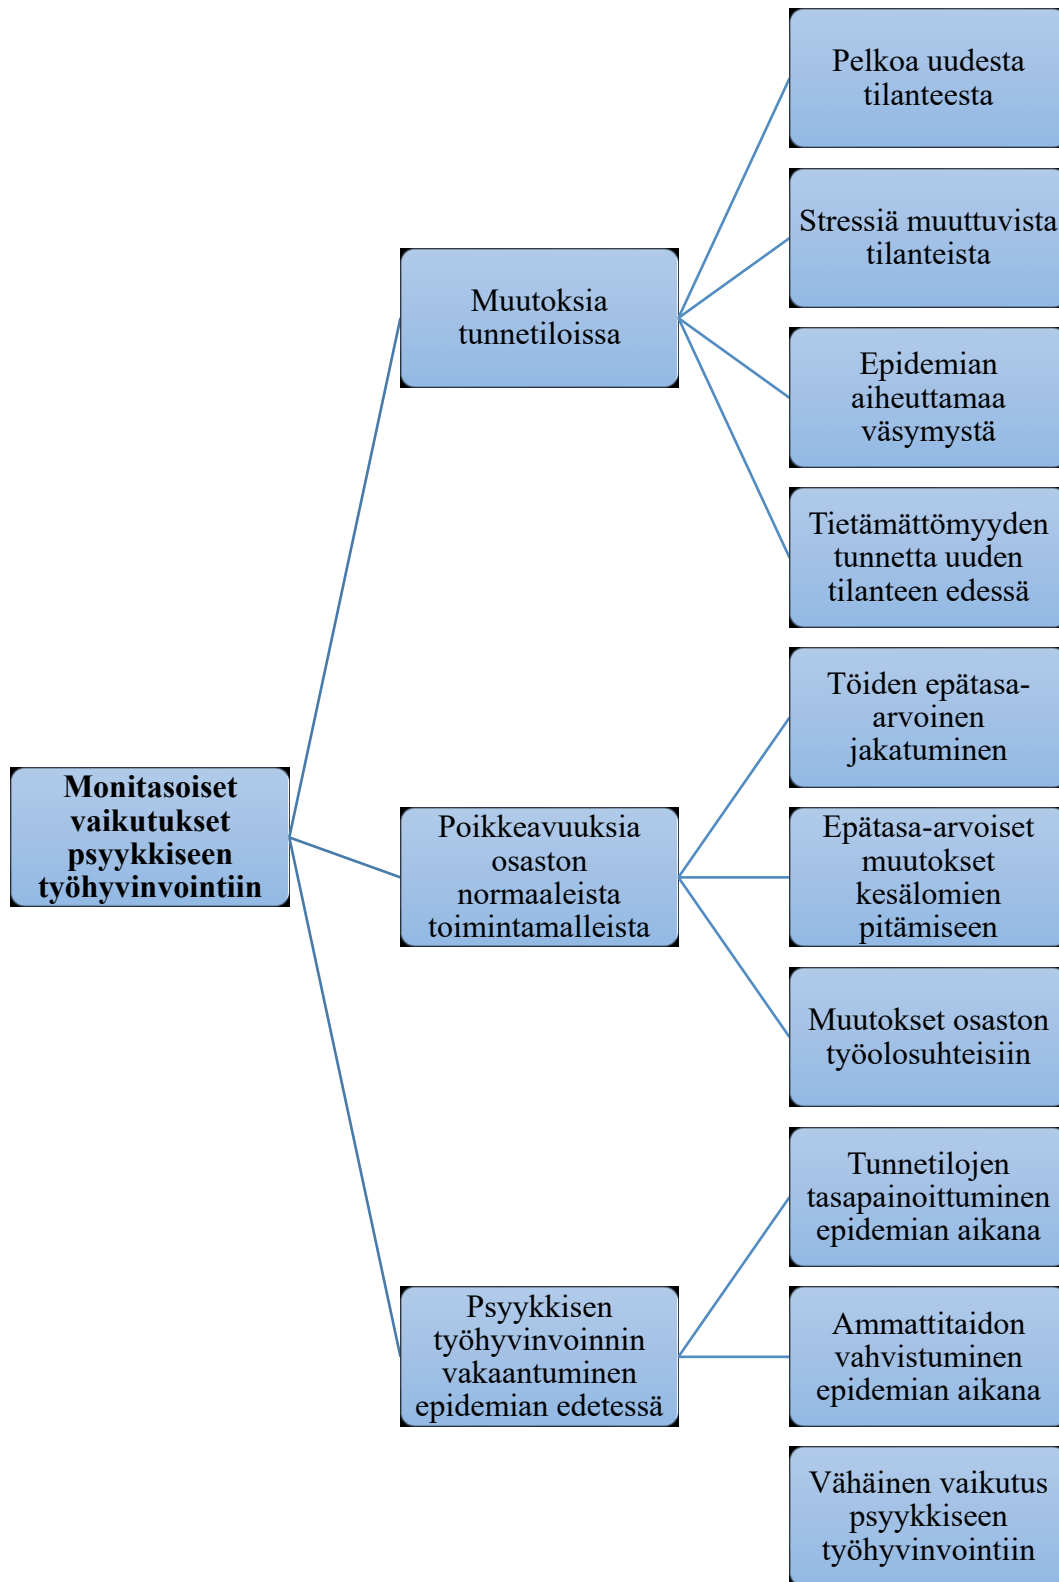 Pelkoa uudesta
tilanteesta
Stressiä muuttuvista
tilanteista
Muutoksia
tunnetiloissa
Epidemian
aiheuttamaa
väsymystä
Tietämättömyyden
tunnetta uuden
tilanteen edessä
Töiden epätasa-
arvoinen
jakatuminen
Monitasoiset
vaikutukset
psyykkiseen
työhyvinvointiin
Poikkeavuuksia
osaston
normaaleista
toimintamalleista
Epätasa-arvoiset
muutokset
kesälomien
pitämiseen
Muutokset osaston
työolosuhteisiin
Tunnetilojen
tasapainoittuminen
epidemian aikana
Psyykkisen
työhyvinvoinnin
vakaantuminen
epidemian edetessä
Ammattitaidon
vahvistuminen
epidemian aikana
Vähäinen vaikutus
psyykkiseen
työhyvinvointiin